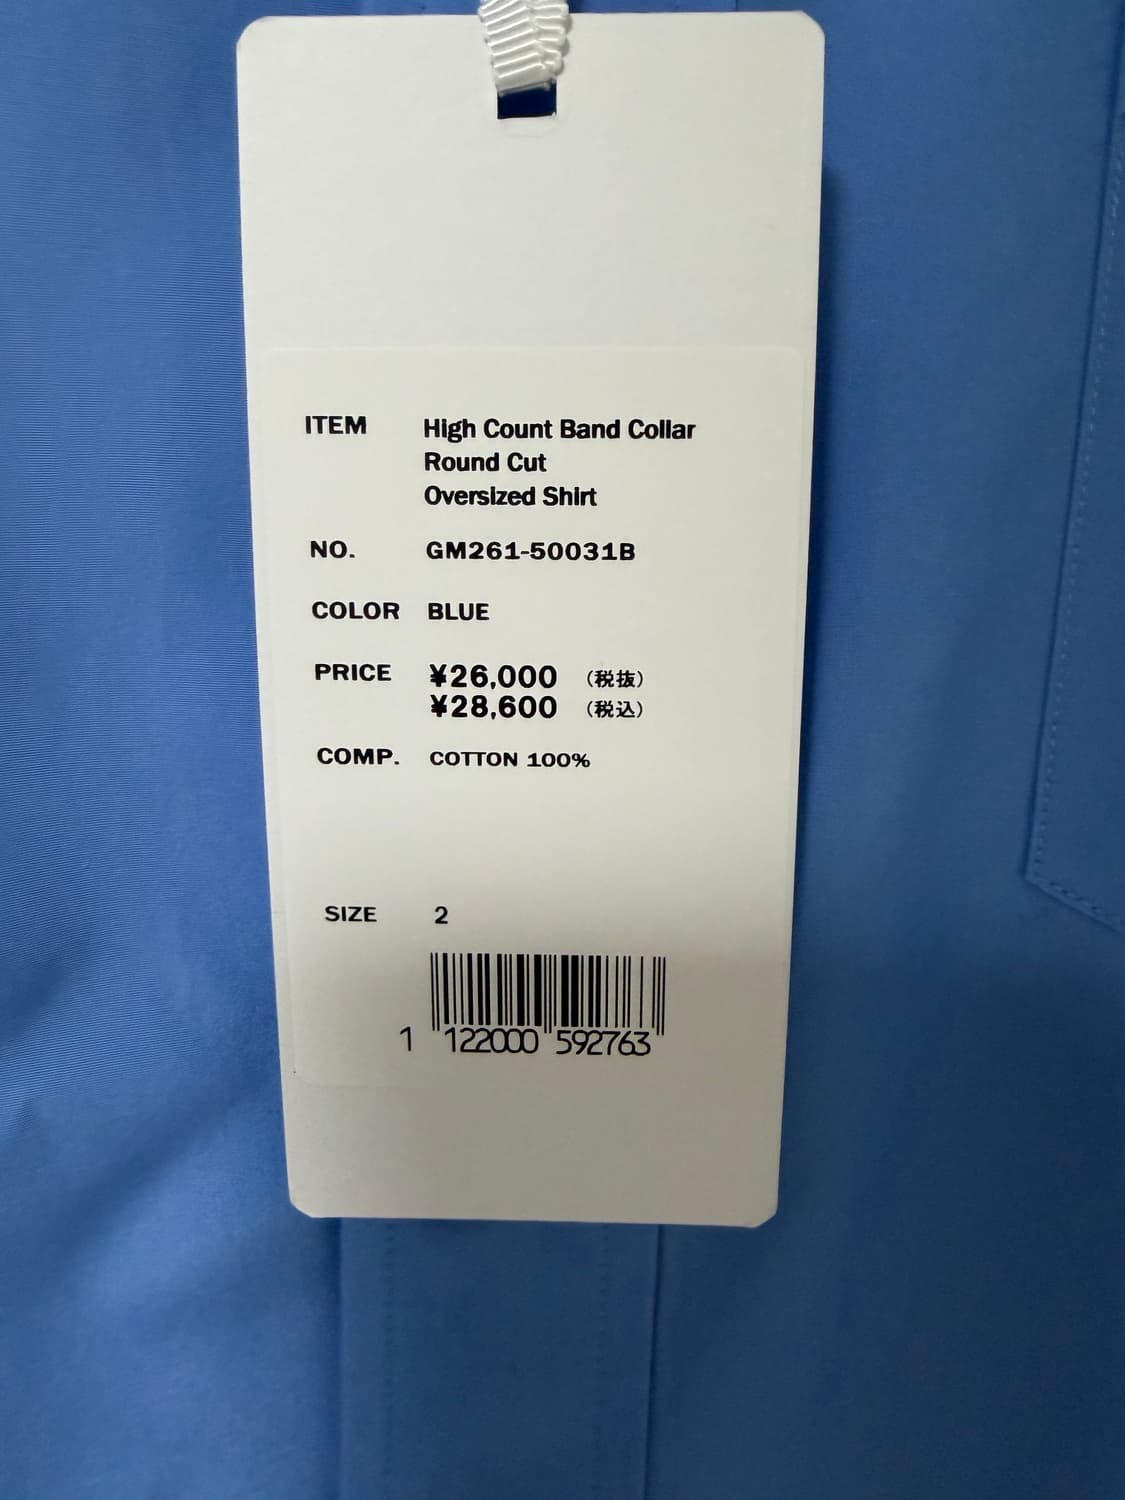 ITEM High Count Band Collar
Round Cut
Oversized Shirt
NO. GM261-50031B
COLOR BLUE
PRICE ¥26,000 (税抜)
¥28,600 (税込)
COMP. COTTON 100%
SIZE 2
1 122000 592763